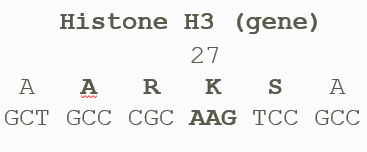 Histone H3 (gene)
27
A A R K S A
GCT GCC CGC AAG TCC GCC